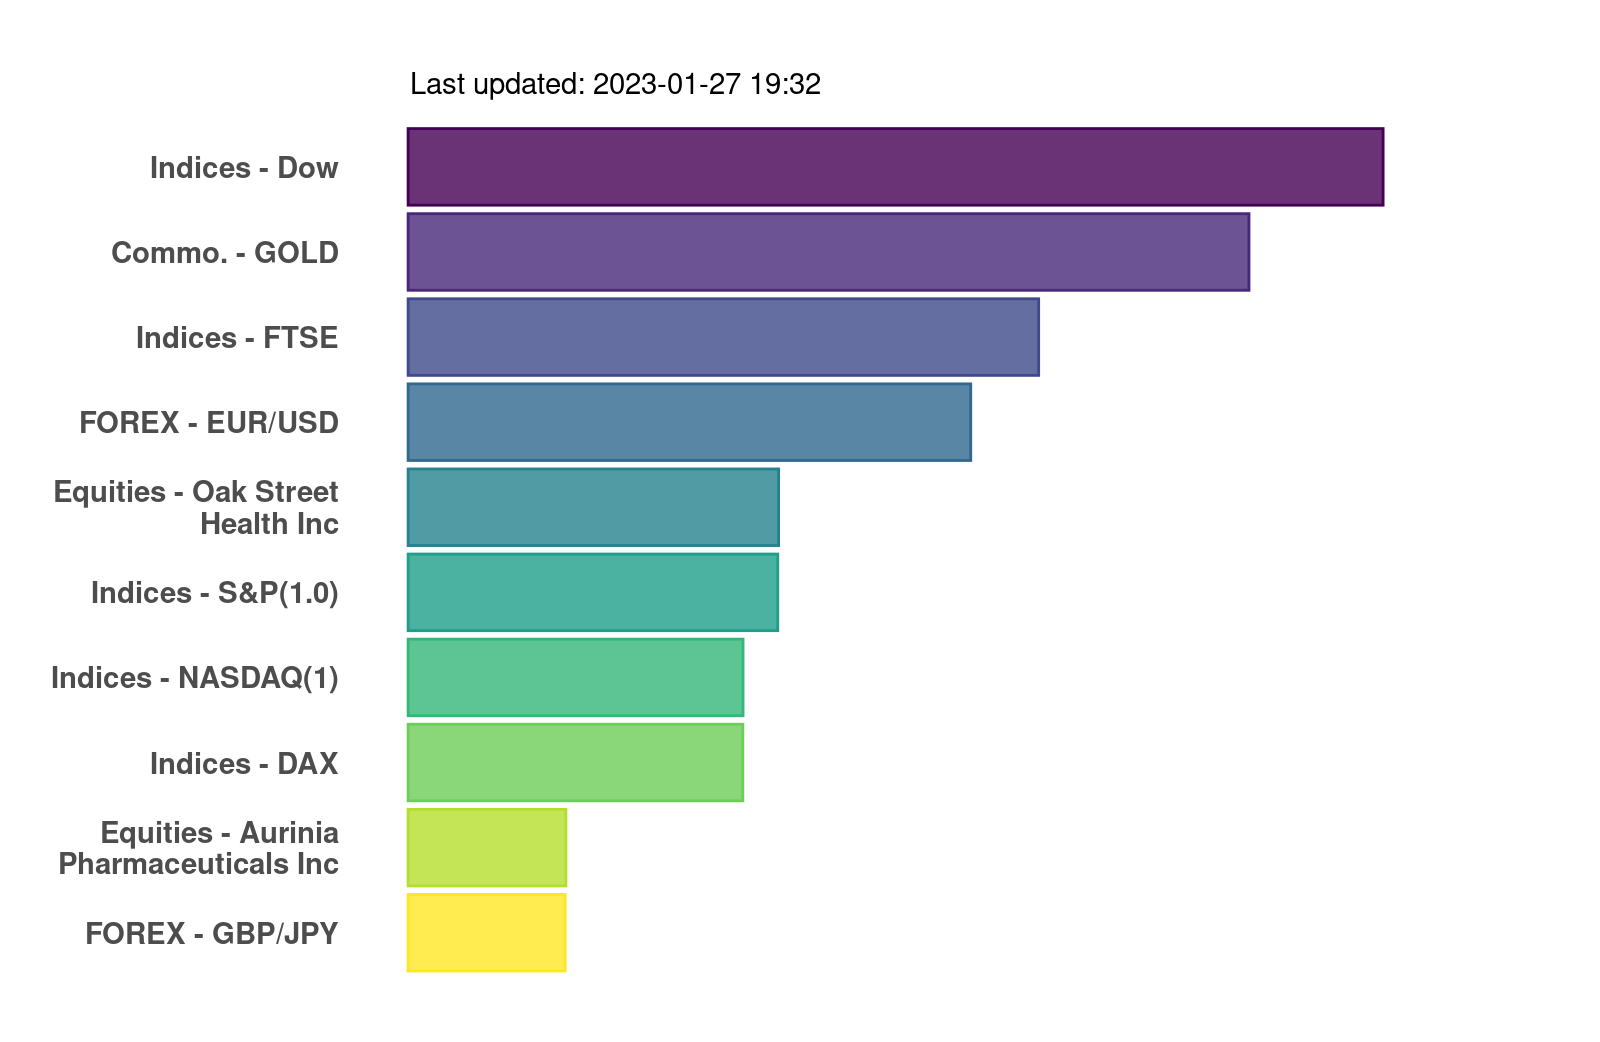 Last updated: 2023-01-27 19:32
Indices - Dow
Commo. - GOLD
Indices - FTSE
FOREX - EUR/USD
Equities - Oak Street
Health Inc
Indices - S&P(1.0)
Indices - NASDAQ(1)
Indices - DAX
Equities - Aurinia
Pharmaceuticals Inc
FOREX - GBP/JPY